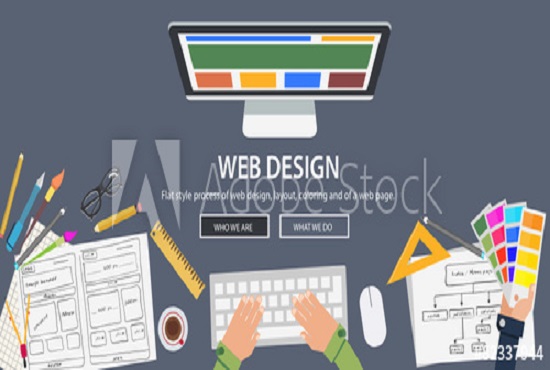 WEB DESIGN
Flat style process of web design, layout, coloring and of a web page
Adobe Stock
WHO WE ARE
WHAT WE DO